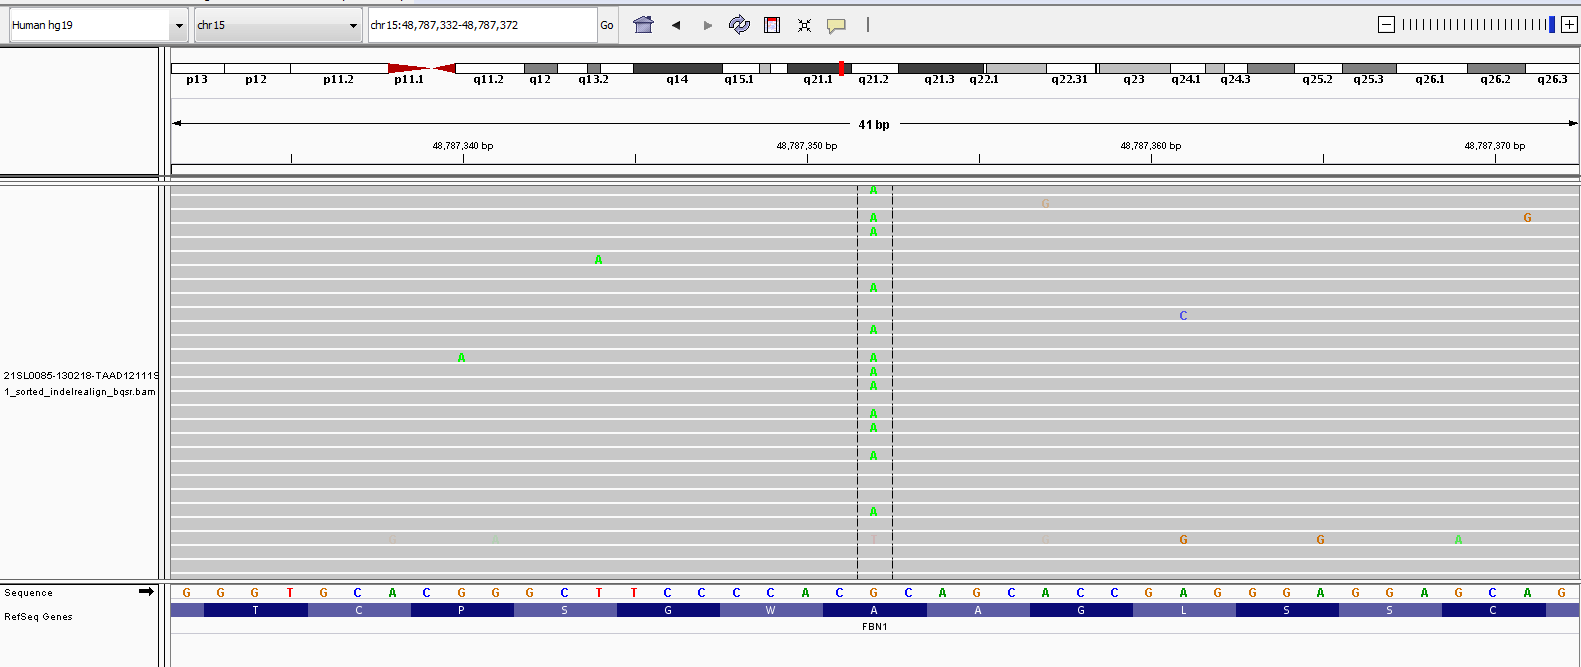 Human hg19 chr15 chr15:48,787,332-48,787,372 Go
p13 p12 p11.2 p11.1 q11.2 q12 q13.2 q14 q15.1 q21.1 q21.2 q21.3 q22.1 q22.31 q23 q24.1 q24.3 q25.2 q25.3 q26.1 q26.2 q26.3
41 bp
48,787,340 bp 48,787,350 bp 48,787,360 bp 48,787,370 bp
A
G
A G
A
A
A
C
A
A A
A
A
A
A
A
A
G A T G G G A
21SL0085-130218-TAAD12111S
1_sorted_indelrealign_bqsr.bam
Sequence G G G T G C A C G G G C T T C C C C A C G C A G C A C C G A G G G A G G A G C A G
RefSeq Genes T C P S G W A A G L S S C
FBN1